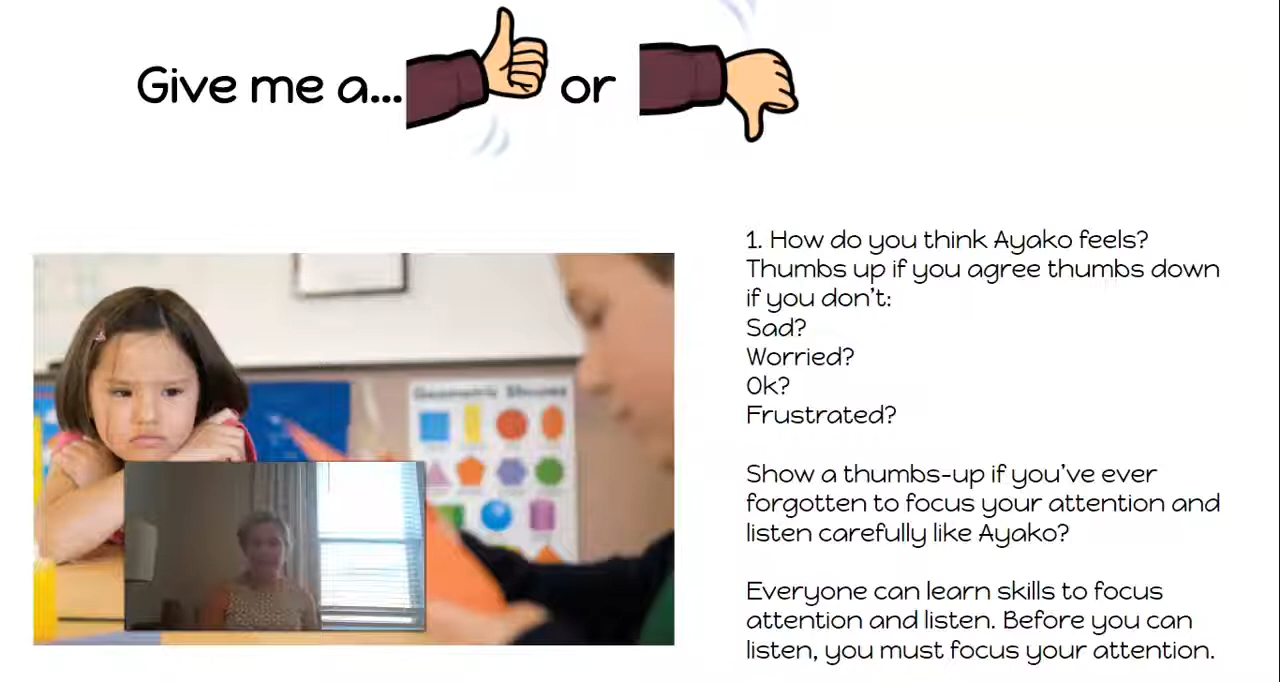 Give me a... or
1. How do you think Ayako feels?
Thumbs up if you agree thumbs down
if you don't:
Sad?
Worried?
Ok?
Frustrated?
Show a thumbs-up if you've ever
forgotten to focus your attention and
listen carefully like Ayako?
Everyone can learn skills to focus
attention and listen. Before you can
listen, you must focus your attention.
Geometric Shapes